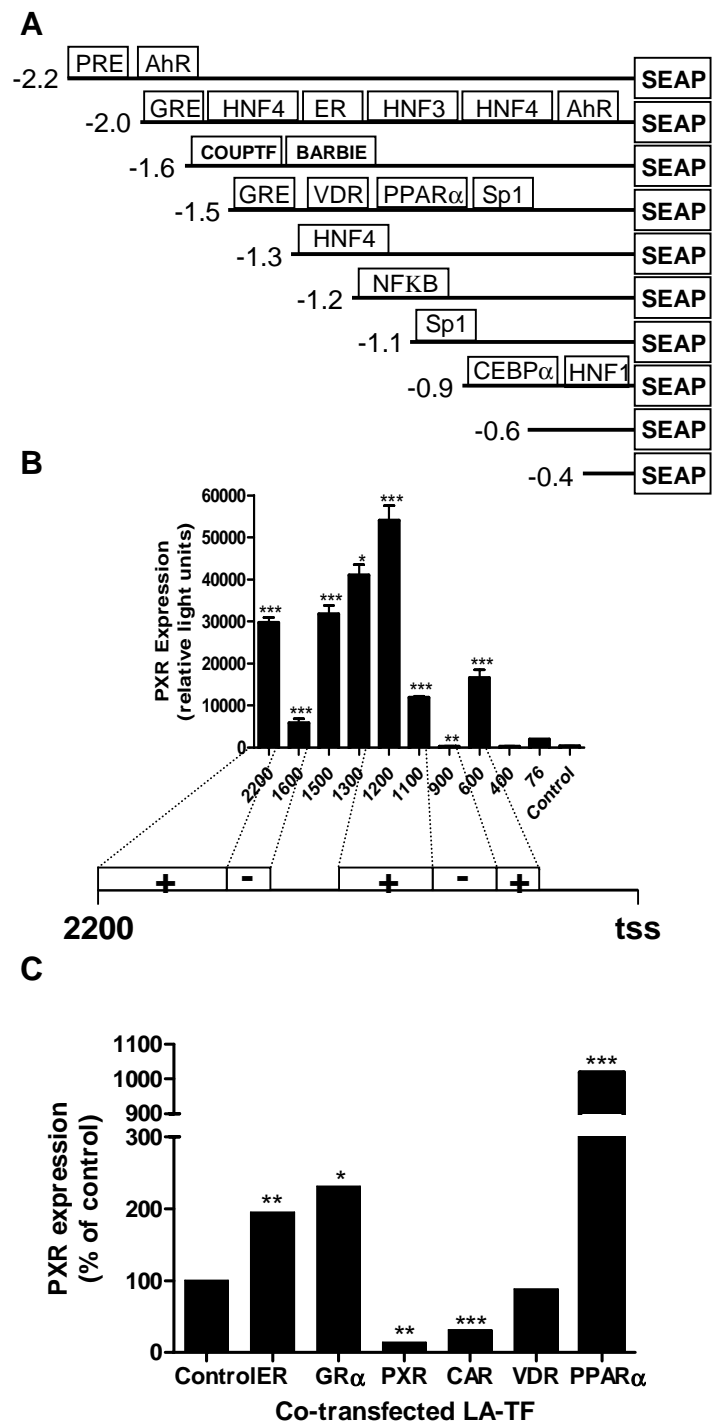 A
PRE AhR
-2.2 SEAP
GRE HNF4 ER HNF3 HNF4 AhR
-2.0 SEAP
COUPTF BARBIE
-1.6 SEAP
GRE VDR PPARα Sp1
-1.5 SEAP
HNF4
-1.3 SEAP
NFKB
-1.2 SEAP
Sp1
-1.1 SEAP
CEBPα HNF1
-0.9 SEAP
-0.6 SEAP
-0.4 SEAP
B
PXR Expression
(relative light units)
60000
50000
40000
30000
20000
10000
0
*** *** *** * *** *** ** ***
2200 1600 1500 1300 1200 1100 900 600 400 76 Control
+ - + - +
2200 tss
C
PXR expression
(% of control)
1100
1000
900
300
200
100
0
** * ** *** ***
Control ER GRα PXR CAR VDR PPARα
Co-transfected LA-TF